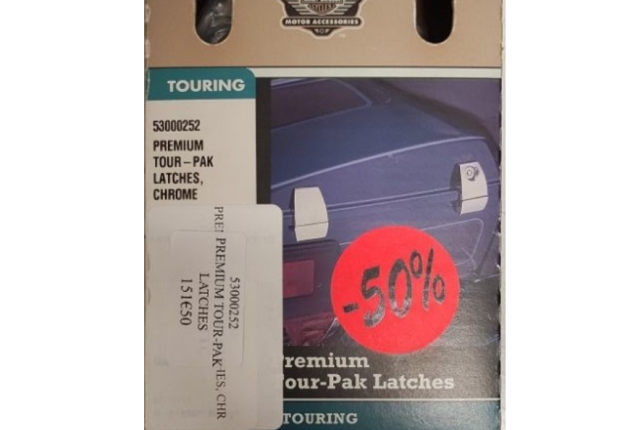 MOTOR ACCESSORIES
TOURING
53000252
PREMIUM
TOUR-PAK
LATCHES,
CHROME
-50%
53000252
PREMIUM TOUR-PAK
LATCHES
151€50
IES, CHR
Premium
Tour-Pak Latches
TOURING